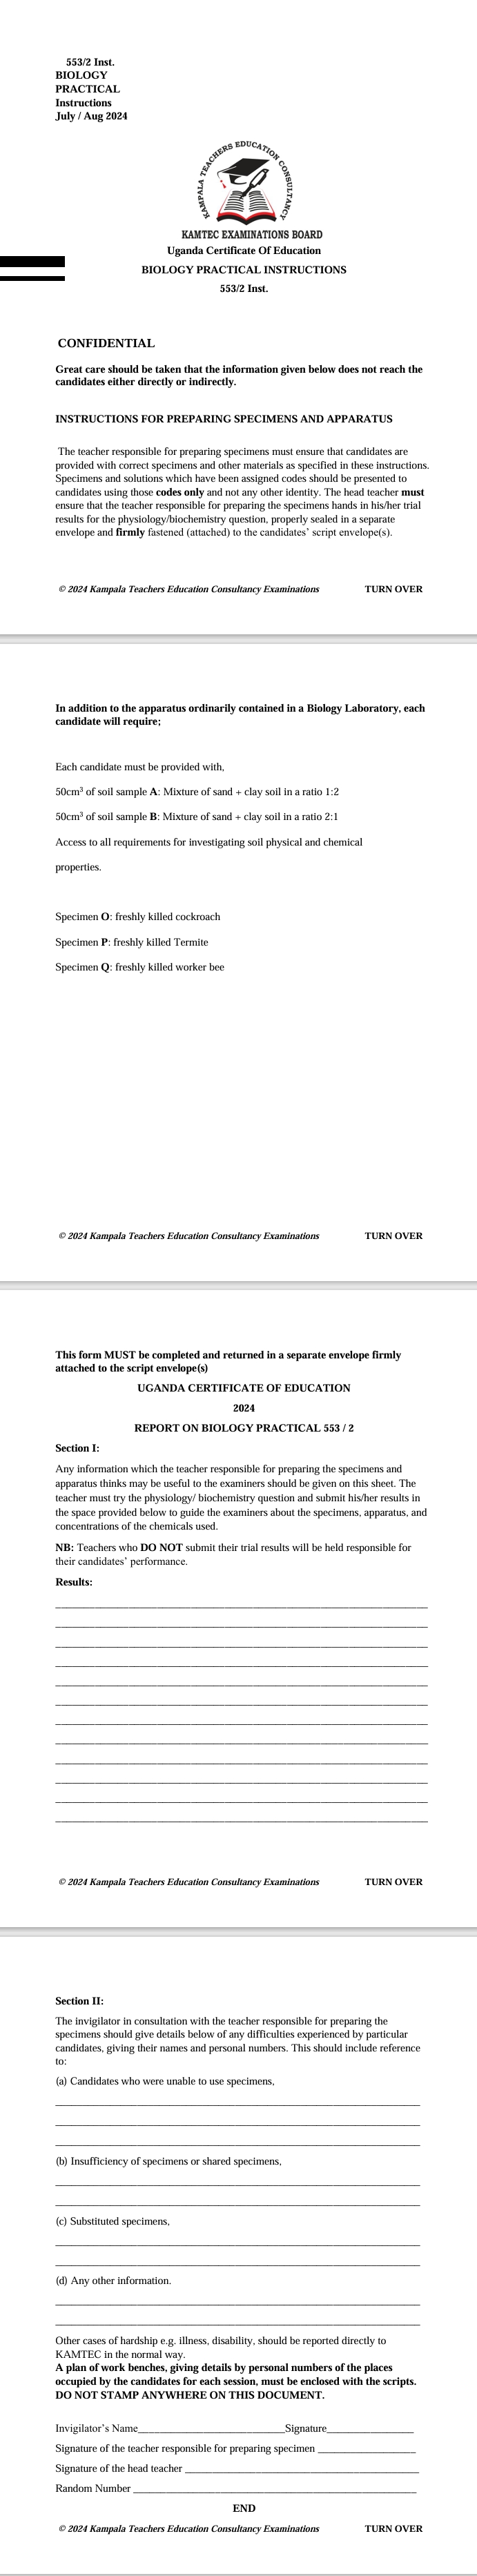 553/2 Inst.
BIOLOGY
PRACTICAL
Instructions
July / Aug 2024
KAMPALA TEACHERS EDUCATION CONSULTANCY
KAMTEC EXAMINATIONS BOARD
Uganda Certificate Of Education
BIOLOGY PRACTICAL INSTRUCTIONS
553/2 Inst.
CONFIDENTIAL
Great care should be taken that the information given below does not reach the
candidates either directly or indirectly.
INSTRUCTIONS FOR PREPARING SPECIMENS AND APPARATUS
The teacher responsible for preparing specimens must ensure that candidates are
provided with correct specimens and other materials as specified in these instructions.
Specimens and solutions which have been assigned codes should be presented to
candidates using those codes only and not any other identity. The head teacher must
ensure that the teacher responsible for preparing the specimens hands in his/her trial
results for the physiology/biochemistry question, properly sealed in a separate
envelope and firmly fastened (attached) to the candidates' script envelope(s).
© 2024 Kampala Teachers Education Consultancy Examinations TURN OVER
In addition to the apparatus ordinarily contained in a Biology Laboratory, each
candidate will require;
Each candidate must be provided with,
50cm³ of soil sample A: Mixture of sand + clay soil in a ratio 1:2
50cm³ of soil sample B: Mixture of sand + clay soil in a ratio 2:1
Access to all requirements for investigating soil physical and chemical
properties.
Specimen O: freshly killed cockroach
Specimen P: freshly killed Termite
Specimen Q: freshly killed worker bee
© 2024 Kampala Teachers Education Consultancy Examinations TURN OVER
This form MUST be completed and returned in a separate envelope firmly
attached to the script envelope(s)
UGANDA CERTIFICATE OF EDUCATION
2024
REPORT ON BIOLOGY PRACTICAL 553 / 2
Section I:
Any information which the teacher responsible for preparing the specimens and
apparatus thinks may be useful to the examiners should be given on this sheet. The
teacher must try the physiology/ biochemistry question and submit his/her results in
the space provided below to guide the examiners about the specimens, apparatus, and
concentrations of the chemicals used.
NB: Teachers who DO NOT submit their trial results will be held responsible for
their candidates' performance.
Results:
© 2024 Kampala Teachers Education Consultancy Examinations TURN OVER
Section II:
The invigilator in consultation with the teacher responsible for preparing the
specimens should give details below of any difficulties experienced by particular
candidates, giving their names and personal numbers. This should include reference
to:
(a) Candidates who were unable to use specimens,
(b) Insufficiency of specimens or shared specimens,
(c) Substituted specimens,
(d) Any other information.
Other cases of hardship e.g. illness, disability, should be reported directly to
KAMTEC in the normal way.
A plan of work benches, giving details by personal numbers of the places
occupied by the candidates for each session, must be enclosed with the scripts.
DO NOT STAMP ANYWHERE ON THIS DOCUMENT.
Invigilator's Name___________________________Signature________________
Signature of the teacher responsible for preparing specimen __________________
Signature of the head teacher ___________________________________________
Random Number ____________________________________________________
END
© 2024 Kampala Teachers Education Consultancy Examinations TURN OVER